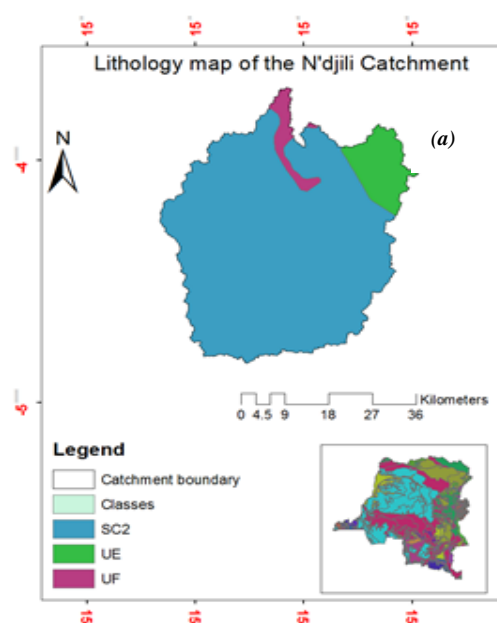 15 15 15 15
Lithology map of the N'djili Catchment
(a)
N
-4
-5
Kilometers
0 4.5 9 18 27 36
Legend
Catchment boundary
Classes
SC2
UE
UF
15 15 15 15